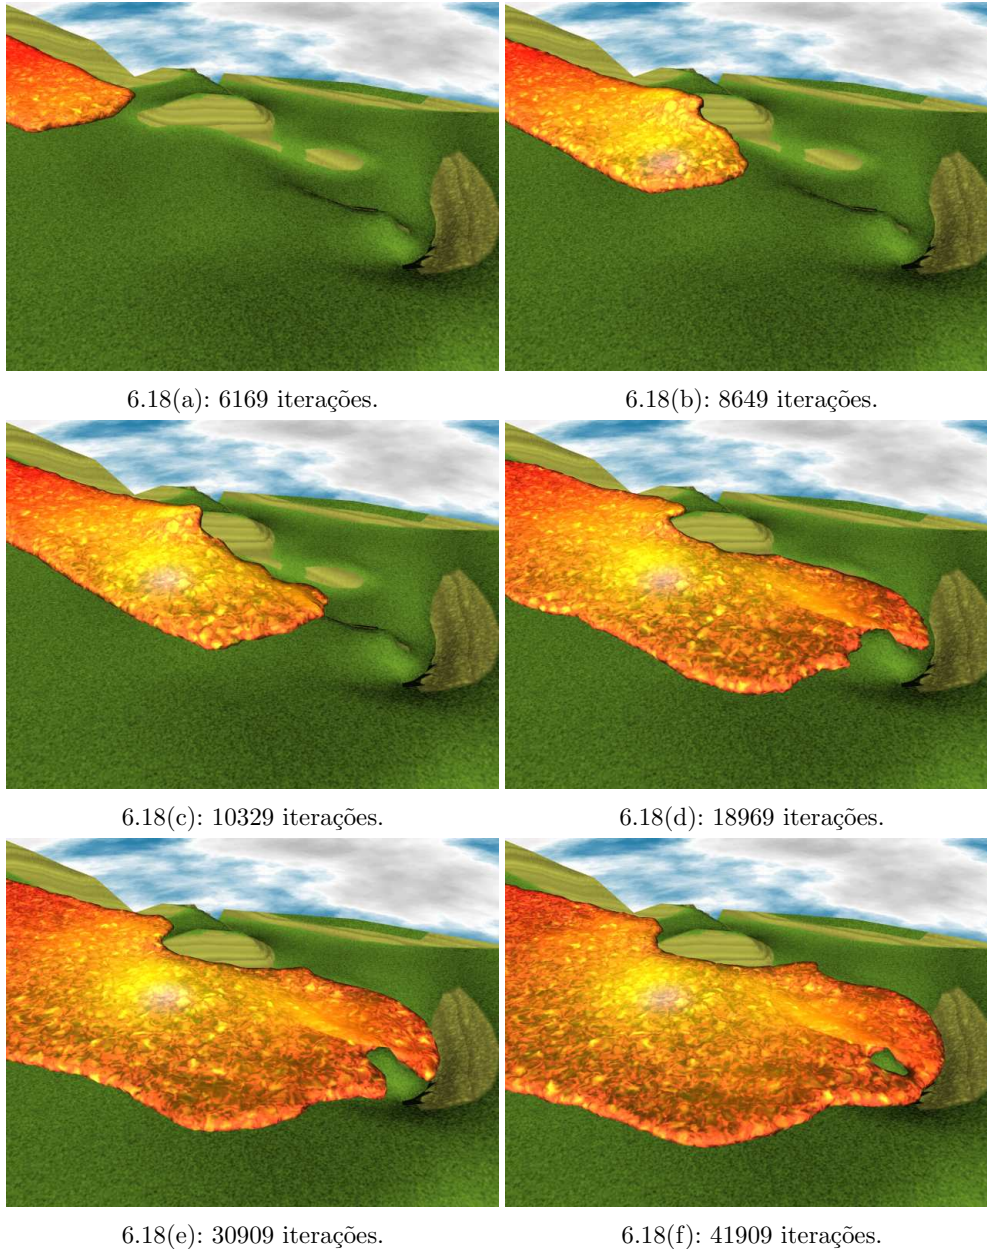 6.18(a): 6169 iterações.
6.18(b): 8649 iterações.
6.18(c): 10329 iterações.
6.18(d): 18969 iterações.
6.18(e): 30909 iterações.
6.18(f): 41909 iterações.